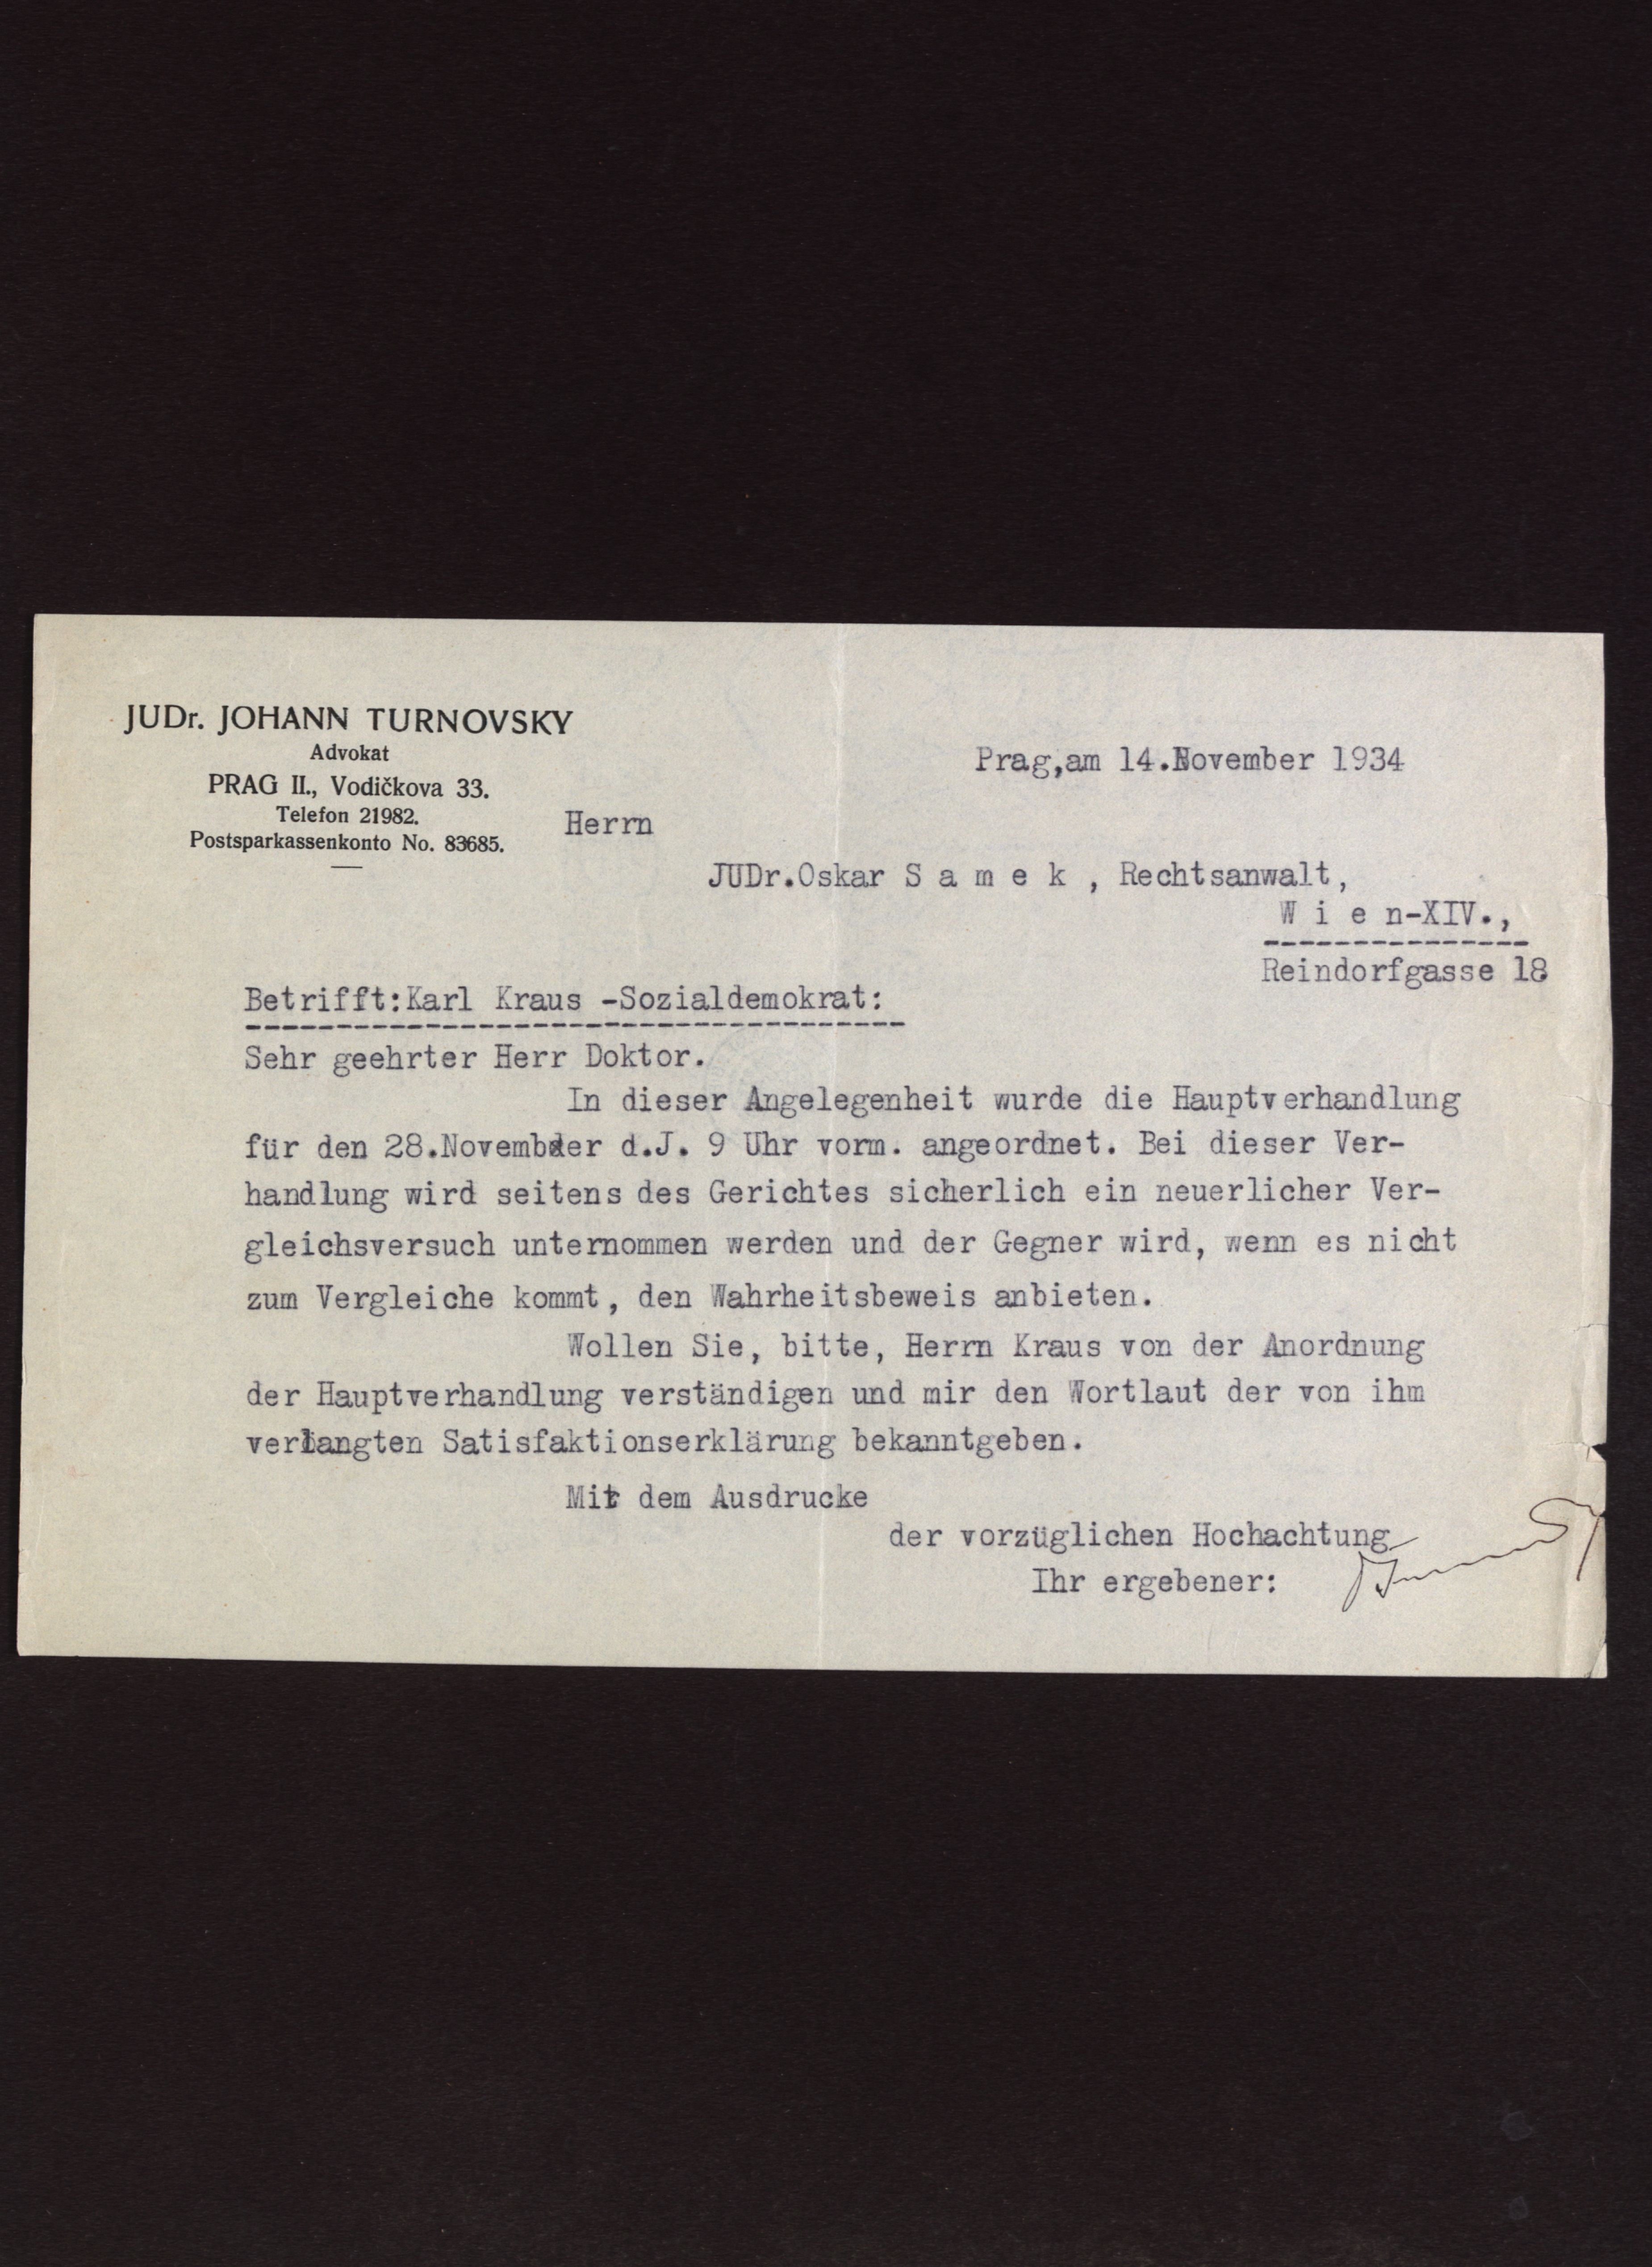 JUDr. JOHANN TURNOVSKY
Advokat
PRAG II., Vodičkova 33.
Telefon 21982.
Postsparkassenkonto No. 83685.
Prag,am 14.November 1934
Herrn
JUDr.Oskar S a m e k , Rechtsanwalt,
W i e n-XIV.,
Reindorfgasse 18
Betrifft:Karl Kraus -Sozialdemokrat:
Sehr geehrter Herr Doktor.
In dieser Angelegenheit wurde die Hauptverhandlung
für den 28.November d.J. 9 Uhr vorm. angeordnet. Bei dieser Ver-
handlung wird seitens des Gerichtes sicherlich ein neuerlicher Ver-
gleichsversuch unternommen werden und der Gegner wird, wenn es nicht
zum Vergleiche kommt, den Wahrheitsbeweis anbieten.
Wollen Sie, bitte, Herrn Kraus von der Anordnung
der Hauptverhandlung verständigen und mir den Wortlaut der von ihm
verlangten Satisfaktionserklärung bekanntgeben.
Mit dem Ausdrucke
der vorzüglichen Hochachtung
Ihr ergebener: